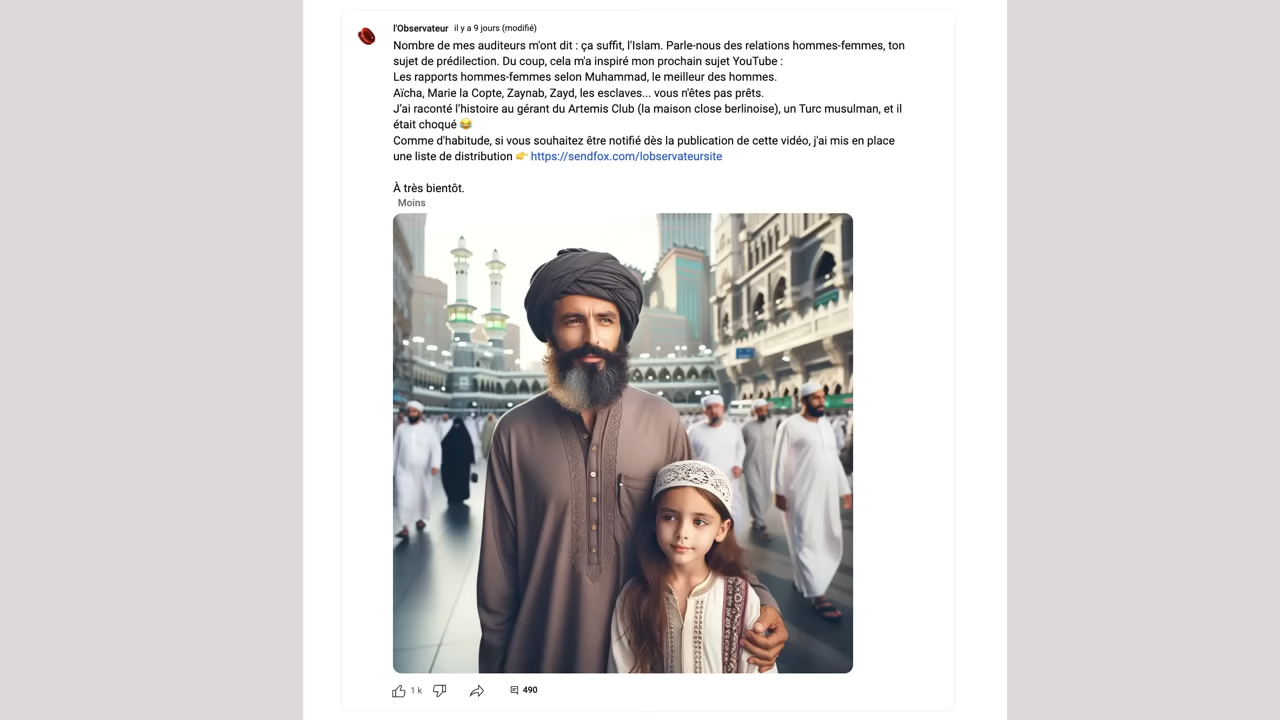 l'Observateur il y a 9 jours (modifié)
Nombre de mes auditeurs m'ont dit : ça suffit, l'Islam. Parle-nous des relations hommes-femmes, ton
sujet de prédilection. Du coup, cela m'a inspiré mon prochain sujet YouTube :
Les rapports hommes-femmes selon Muhammad, le meilleur des hommes.
Aïcha, Marie la Copte, Zaynab, Zayd, les esclaves... vous n'êtes pas prêts.
J'ai raconté l'histoire au gérant du Artemis Club (la maison close berlinoise), un Turc musulman, et il
était choqué 😂
Comme d'habitude, si vous souhaitez être notifié dès la publication de cette vidéo, j'ai mis en place
une liste de distribution 👉 https://sendfox.com/lobservateursite
À très bientôt.
Moins
1 k
490